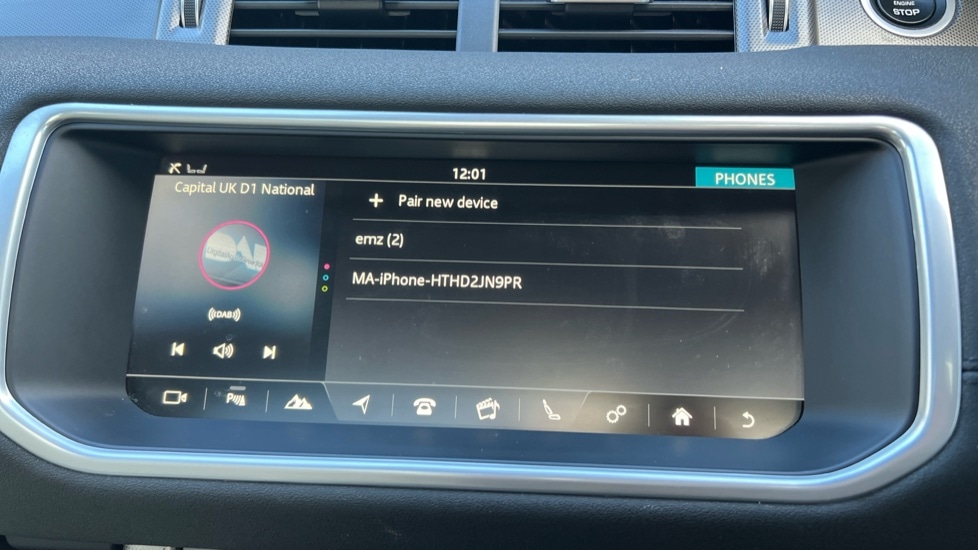 ENGINE
STOP
12:01
PHONES
Capital UK D1 National
Pair new device
emz (2)
MA-iPhone-HTHD2JN9PR
DAB
P